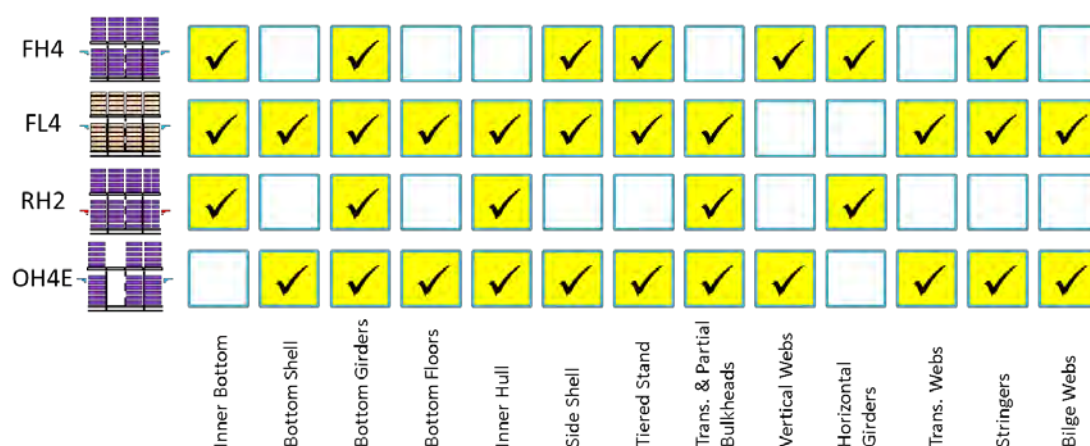 FH4
FL4
RH2
OH4E
Inner Bottom
Bottom Shell
Bottom Girders
Bottom Floors
Inner Hull
Side Shell
Tiered Stand
Trans. & Partial
Bulkheads
Vertical Webs
Horizontal
Girders
Trans. Webs
Stringers
Bilge Webs